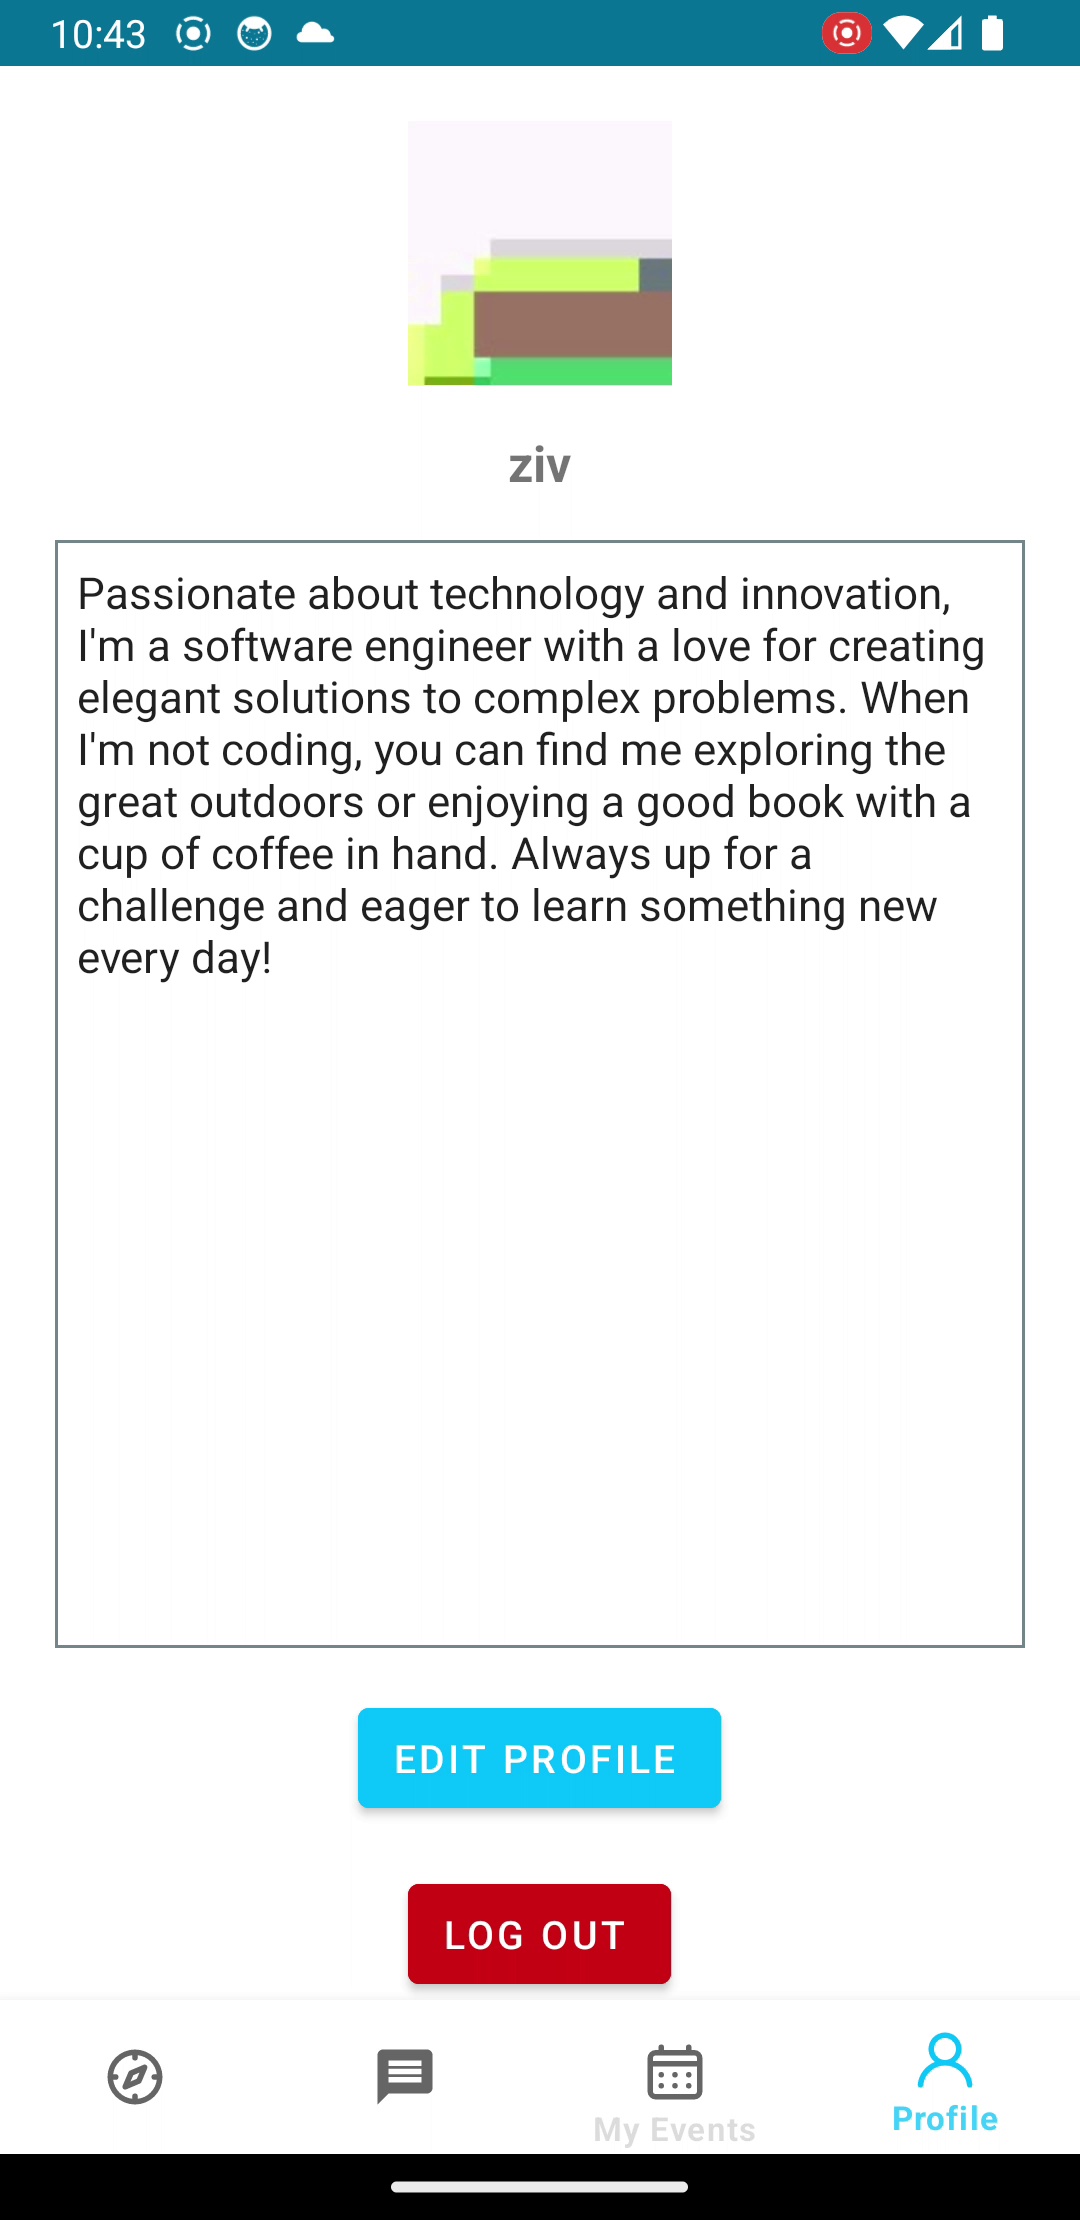 10:43
ziv
Passionate about technology and innovation,
I'm a software engineer with a love for creating
elegant solutions to complex problems. When
I'm not coding, you can find me exploring the
great outdoors or enjoying a good book with a
cup of coffee in hand. Always up for a
challenge and eager to learn something new
every day!
EDIT PROFILE
LOG OUT
My Events
Profile